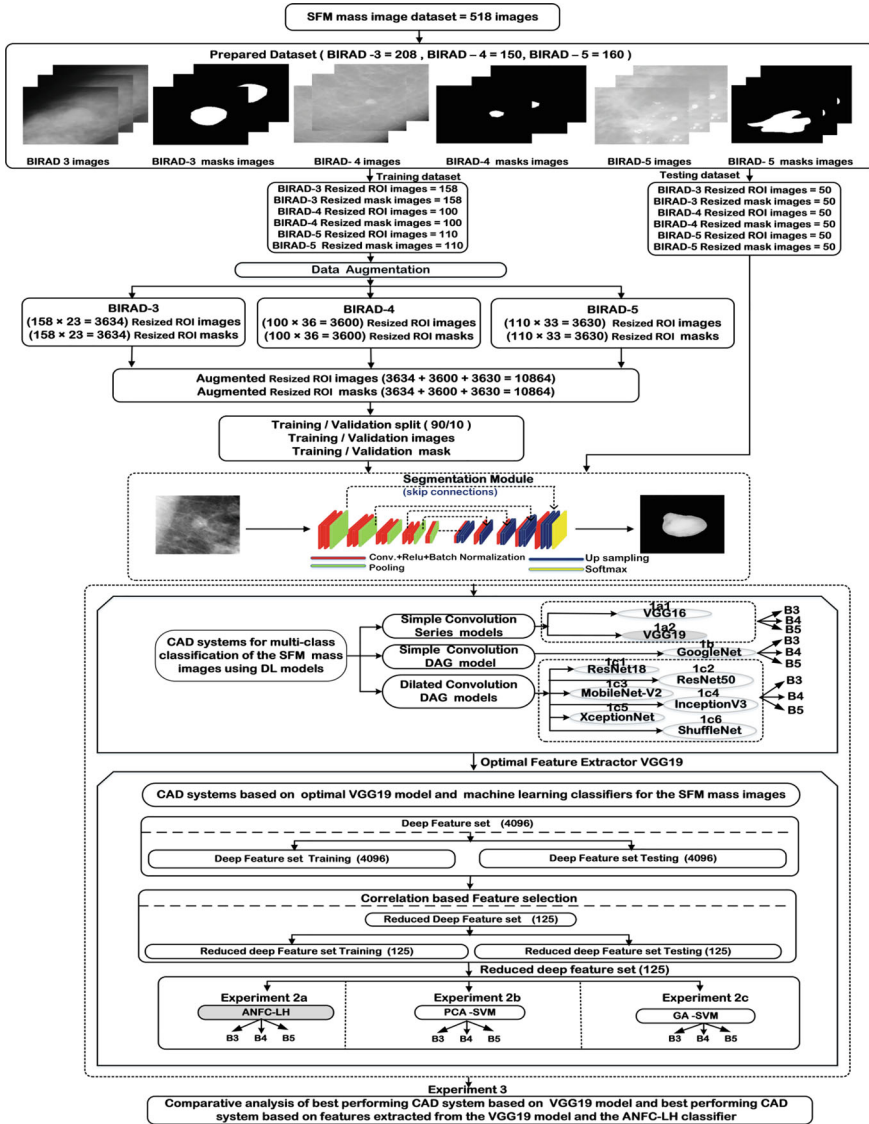 SFM mass image dataset = 518 images
Prepared Dataset ( BIRAD -3 = 208 , BIRAD – 4 = 150, BIRAD – 5 = 160 )
BIRAD 3 images
BIRAD-3 masks images
BIRAD- 4 images
BIRAD-4 masks images
BIRAD-5 images
BIRAD- 5 masks images
Training dataset
BIRAD-3 Resized ROI images = 158
BIRAD-3 Resized mask images = 158
BIRAD-4 Resized ROI images = 100
BIRAD-4 Resized mask images = 100
BIRAD-5 Resized ROI images = 110
BIRAD-5 Resized mask images = 110
Testing dataset
BIRAD-3 Resized ROI images = 50
BIRAD-3 Resized mask images = 50
BIRAD-4 Resized ROI images = 50
BIRAD-4 Resized mask images = 50
BIRAD-5 Resized ROI images = 50
BIRAD-5 Resized mask images = 50
Data Augmentation
BIRAD-3
(158 × 23 = 3634) Resized ROI images
(158 × 23 = 3634) Resized ROI masks
BIRAD-4
(100 × 36 = 3600) Resized ROI images
(100 × 36 = 3600) Resized ROI masks
BIRAD-5
(110 × 33 = 3630) Resized ROI images
(110 × 33 = 3630) Resized ROI masks
Augmented Resized ROI images (3634 + 3600 + 3630 = 10864)
Augmented Resized ROI masks (3634 + 3600 + 3630 = 10864)
Training / Validation split ( 90/10 )
Training / Validation images
Training / Validation mask
Segmentation Module
(skip connections)
Conv.+Relu+Batch Normalization
Up sampling
Pooling
Softmax
CAD systems for multi-class
classification of the SFM mass
images using DL models
Simple Convolution
Series models
1a1
VGG16
1a2
VGG19
B3
B4
B5
Simple Convolution
DAG model
1b
GoogleNet
B3
B4
B5
Dilated Convolution
DAG models
1c1
ResNet18
1c2
ResNet50
1c3
MobileNet-V2
1c4
InceptionV3
1c5
XceptionNet
1c6
ShuffleNet
B3
B4
B5
Optimal Feature Extractor VGG19
CAD systems based on optimal VGG19 model and machine learning classifiers for the SFM mass images
Deep Feature set (4096)
Deep Feature set Training (4096)
Deep Feature set Testing (4096)
Correlation based Feature selection
Reduced Deep Feature set (125)
Reduced deep Feature set Training (125)
Reduced deep Feature set Testing (125)
Reduced deep feature set (125)
Experiment 2a
ANFC-LH
B3 B4 B5
Experiment 2b
PCA -SVM
B3 B4 B5
Experiment 2c
GA -SVM
B3 B4 B5
Experiment 3
Comparative analysis of best performing CAD system based on VGG19 model and best performing CAD
system based on features extracted from the VGG19 model and the ANFC-LH classifier